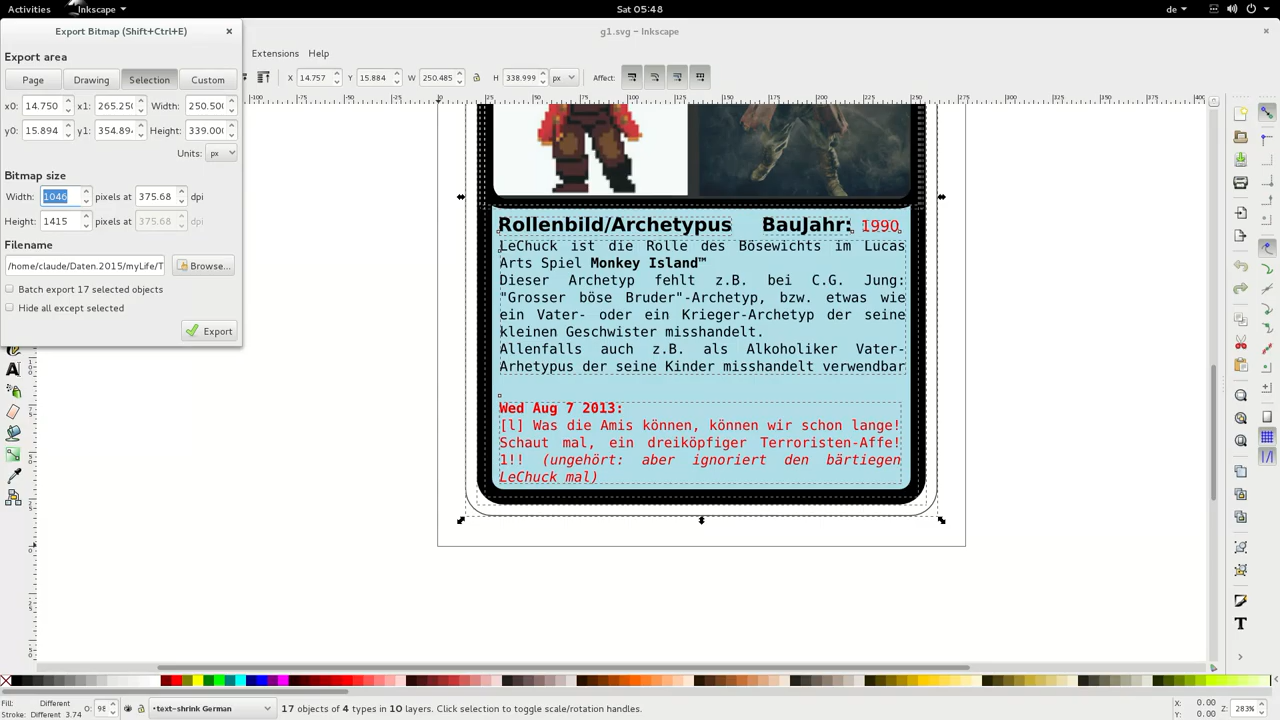 Activities Inkscape Sat 05:48 de
Export Bitmap (Shift+Ctrl+E) g1.svg – Inkscape
Export area
Page Drawing Selection Custom
x0: 14.750 x1: 265.250 Width: 250.500
y0: 15.894 y1: 354.894 Height: 339.000
Units: px
Bitmap size
Width: 1046 pixels at 375.68 dpi
Height: 1415 pixels at 375.68 dpi
Filename
/home/claude/Daten.2015/myLife/T Browse...
Batch export 17 selected objects
Hide all except selected
Export
Extensions Help
X 14.757 Y 15.884 W 250.485 H 338.999 px Affect:
Rollenbild/Archetypus BauJahr: 1990
LeChuck ist die Rolle des Bösewichts im Lucas
Arts Spiel Monkey Island™
Dieser Archetyp fehlt z.B. bei C.G. Jung:
"Grosser böse Bruder"-Archetyp, bzw. etwas wie
ein Vater- oder ein Krieger-Archetyp der seine
kleinen Geschwister misshandelt.
Allenfalls auch z.B. als Alkoholiker Vater-
Arhetypus der seine Kinder misshandelt verwendbar
Wed Aug 7 2013:
[l] Was die Amis können, können wir schon lange!
Schaut mal, ein dreiköpfiger Terroristen-Affe!
1!! (ungehört: aber ignoriert den bärtiegen
LeChuck mal)
Fill: Different
Stroke: Different 3.74
O: 98
•text-shrink German
17 objects of 4 types in 10 layers. Click selection to toggle scale/rotation handles.
X: 0.00
Y: 0.00
Z: 283%